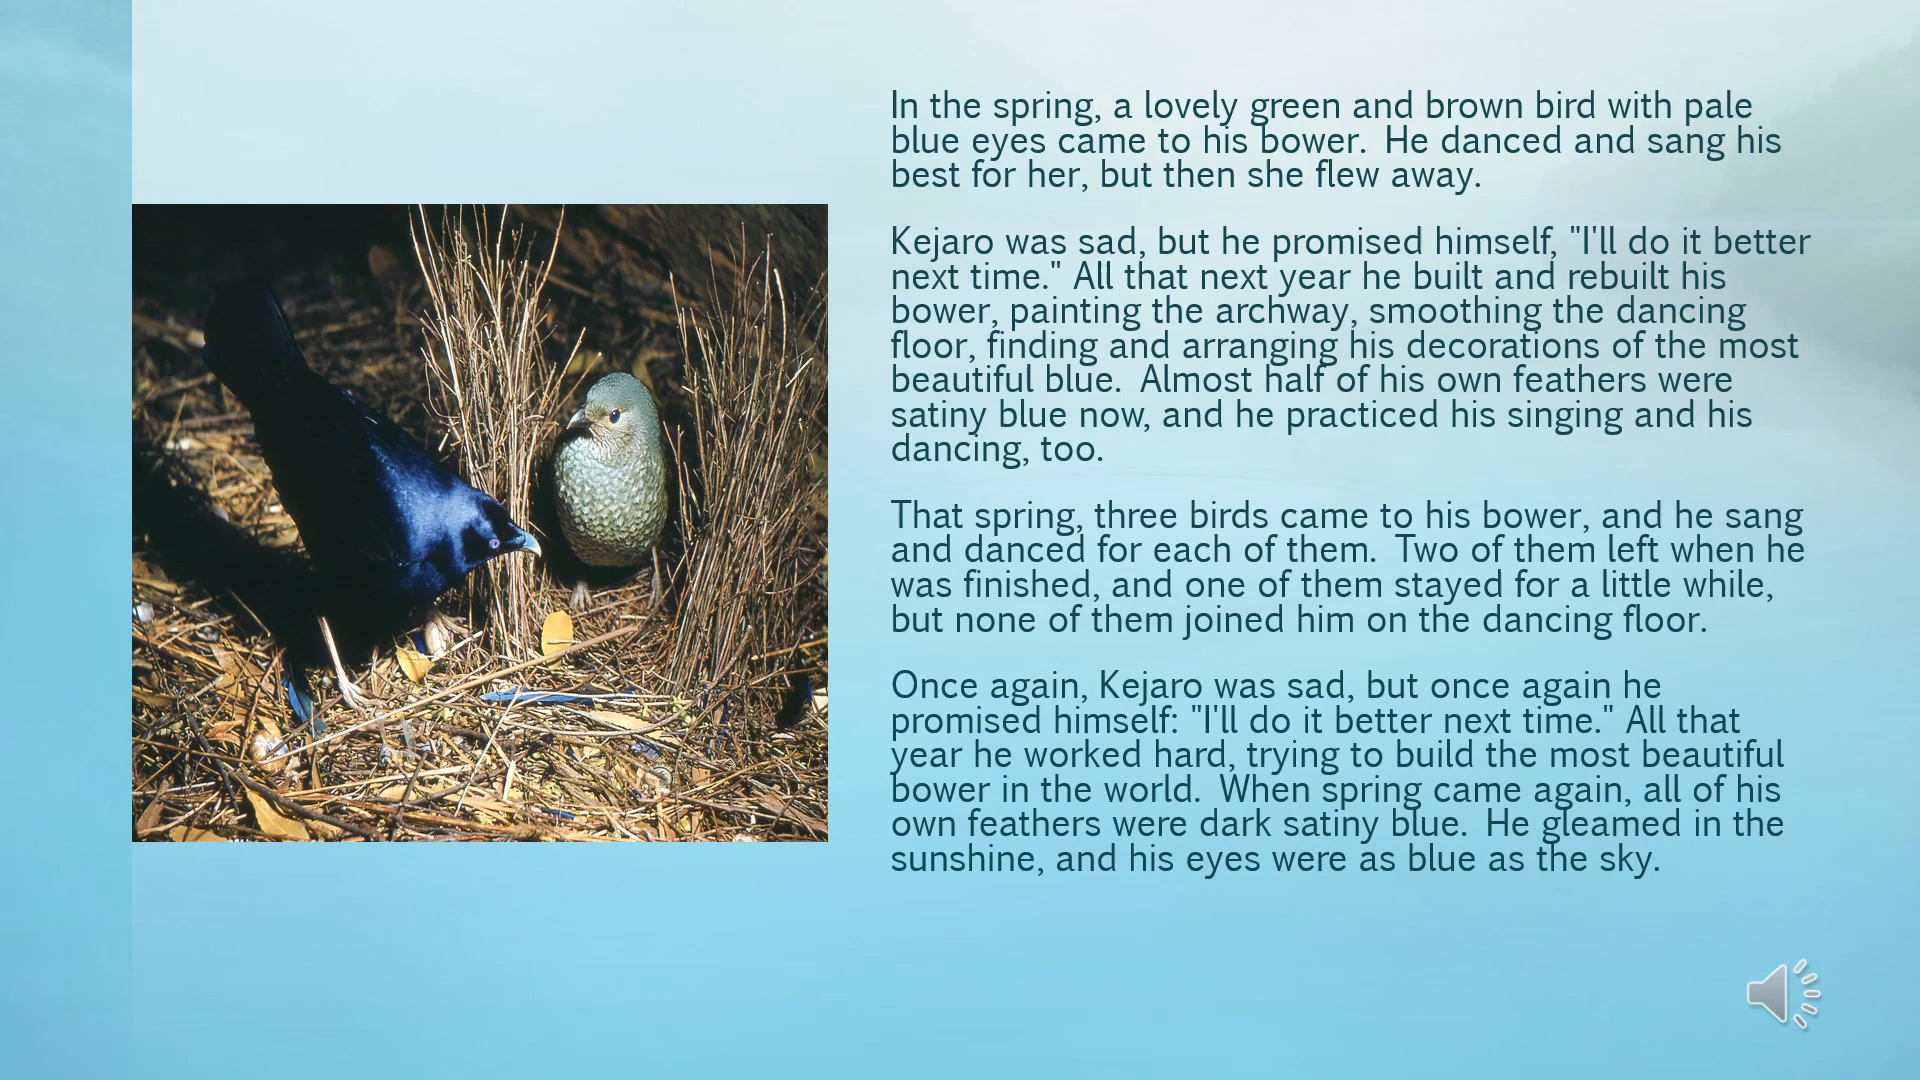 In the spring, a lovely green and brown bird with pale
blue eyes came to his bower.  He danced and sang his
best for her, but then she flew away.
Kejaro was sad, but he promised himself, "I'll do it better
next time." All that next year he built and rebuilt his
bower, painting the archway, smoothing the dancing
floor, finding and arranging his decorations of the most
beautiful blue.  Almost half of his own feathers were
satiny blue now, and he practiced his singing and his
dancing, too.
That spring, three birds came to his bower, and he sang
and danced for each of them.  Two of them left when he
was finished, and one of them stayed for a little while,
but none of them joined him on the dancing floor.
Once again, Kejaro was sad, but once again he
promised himself: "I'll do it better next time." All that
year he worked hard, trying to build the most beautiful
bower in the world.  When spring came again, all of his
own feathers were dark satiny blue.  He gleamed in the
sunshine, and his eyes were as blue as the sky.